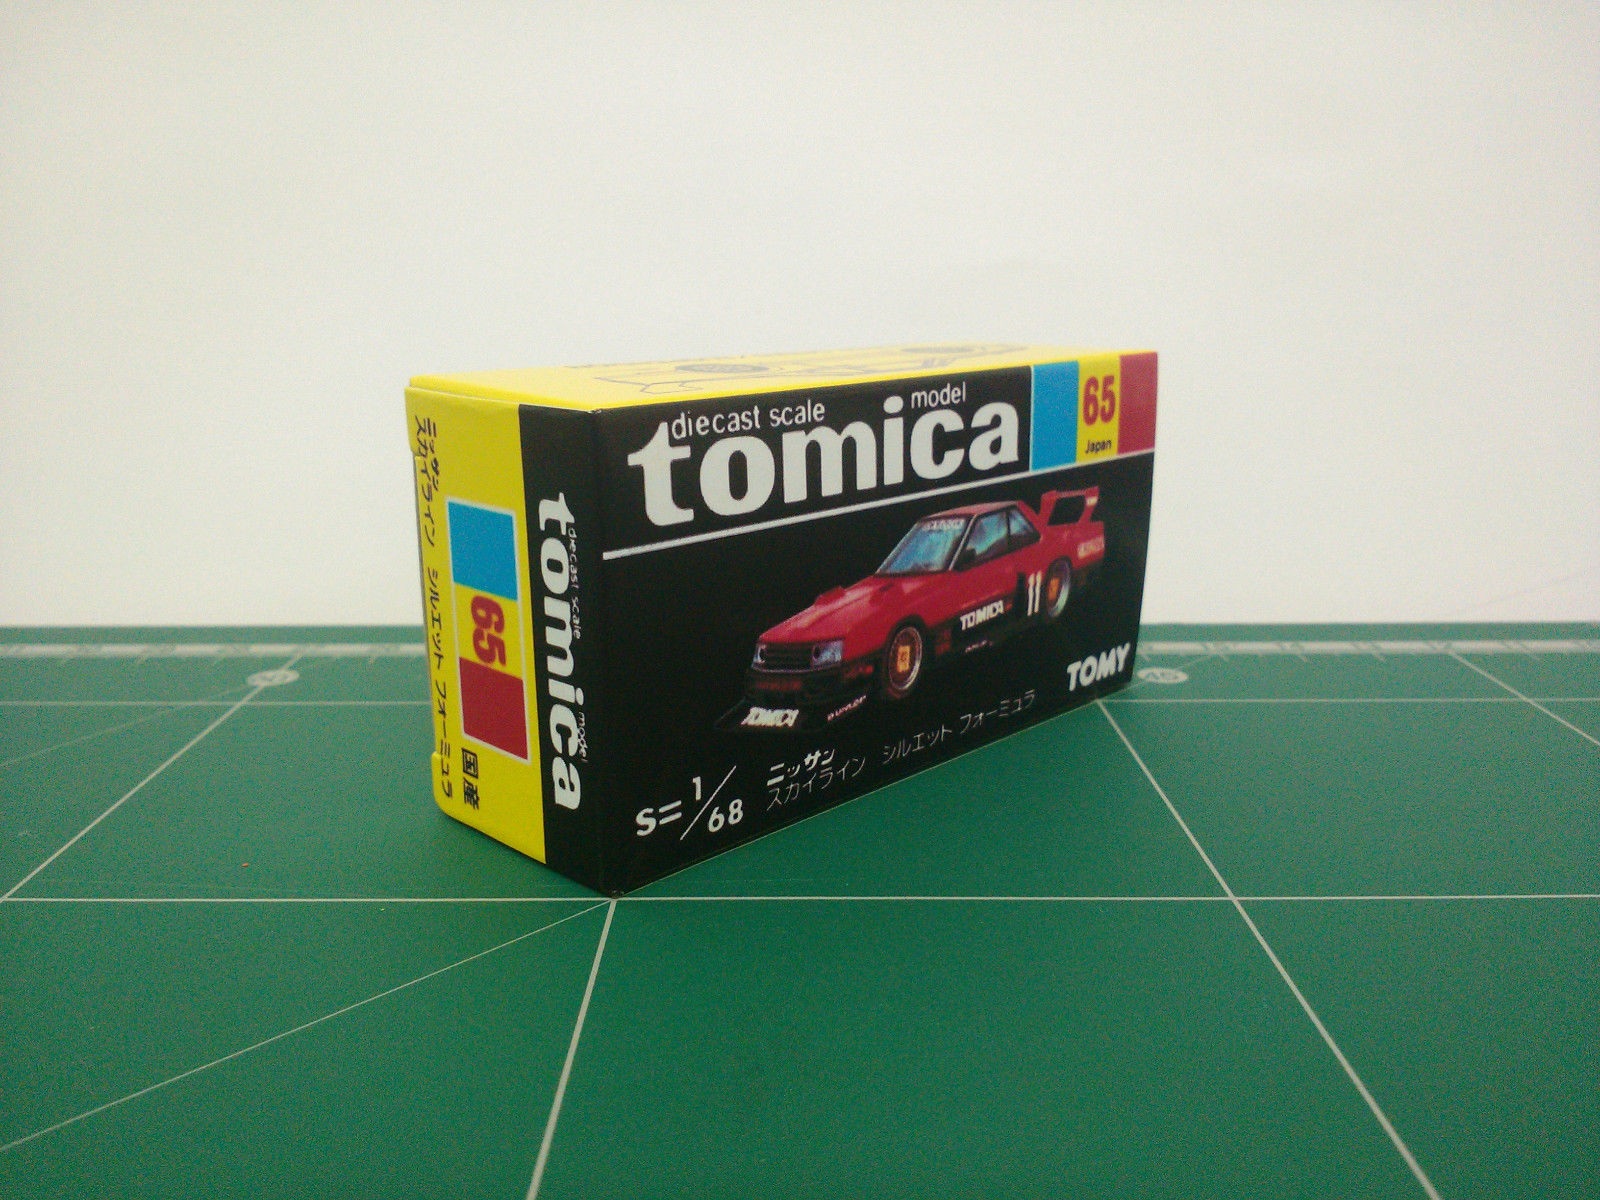 diecast scale model
tomica
65
Japan
TOMICA
11
TOMICA
DUNLOP
TOMY
S=1/68
ニッサン
スカイライン シルエット フォーミュラ
ニッサン
スカイライン シルエット フォーミュラ
65
国産
diecast scale model
tomica
45